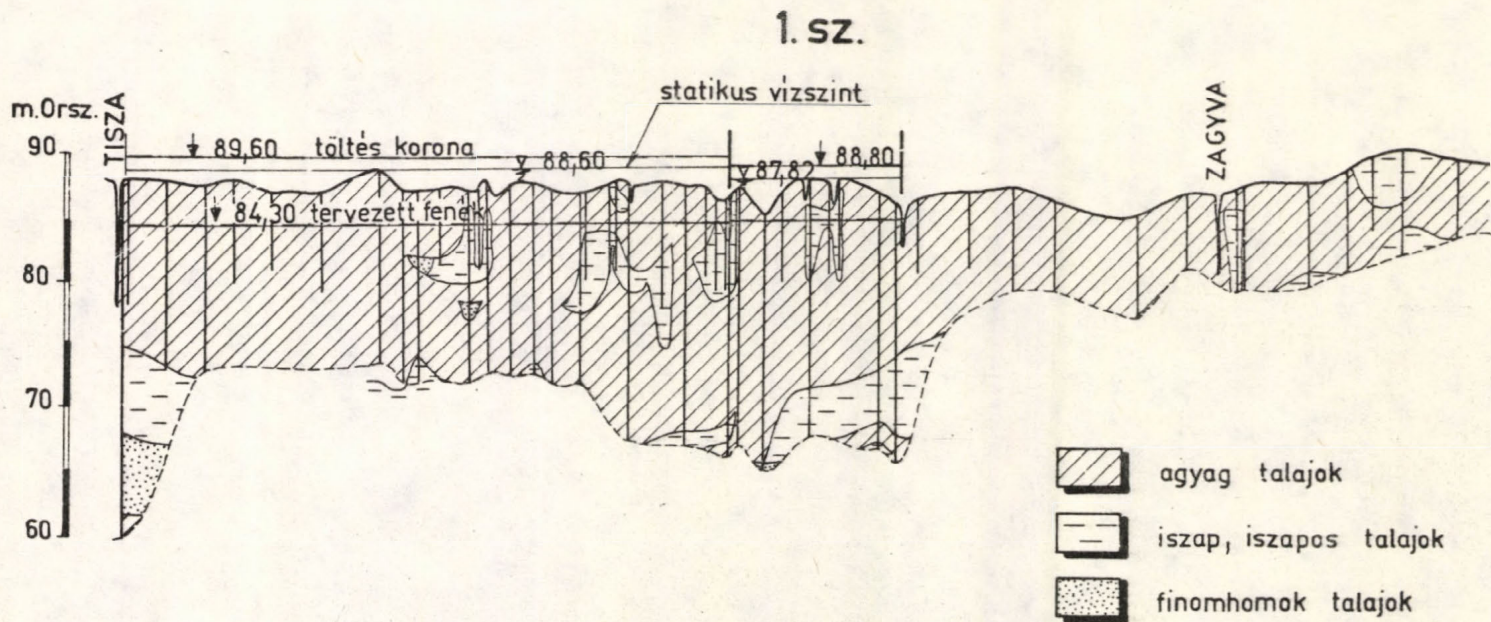 1. sz.
statikus vizszint
m.Orsz.
TISZA
ZAGYVA
90
89,60 töltés korona
88,60
88,80
87,82
84,30 tervezett fenék
80
70
60
agyag talajok
iszap, iszapos talajok
finomhomok talajok